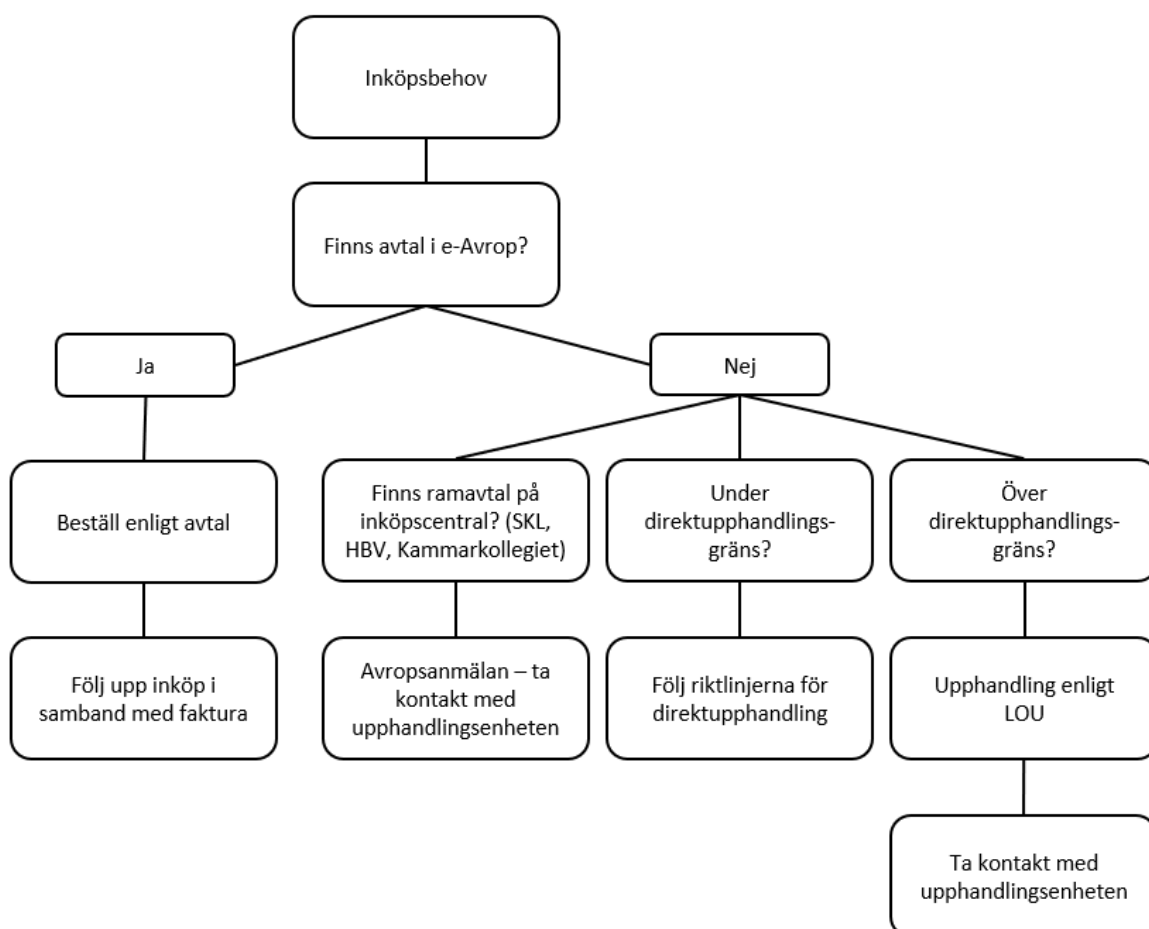 Inköpsbehov
Finns avtal i e-Avrop?
Ja
Nej
Beställ enligt avtal
Finns ramavtal på
inköpscentral? (SKL,
HBV, Kammarkollegiet)
Under
direktupphandlings-
gräns?
Över
direktupphandlings-
gräns?
Följ upp inköp i
samband med faktura
Avropsanmälan – ta
kontakt med
upphandlingsenheten
Följ riktlinjerna för
direktupphandling
Upphandling enligt
LOU
Ta kontakt med
upphandlingsenheten